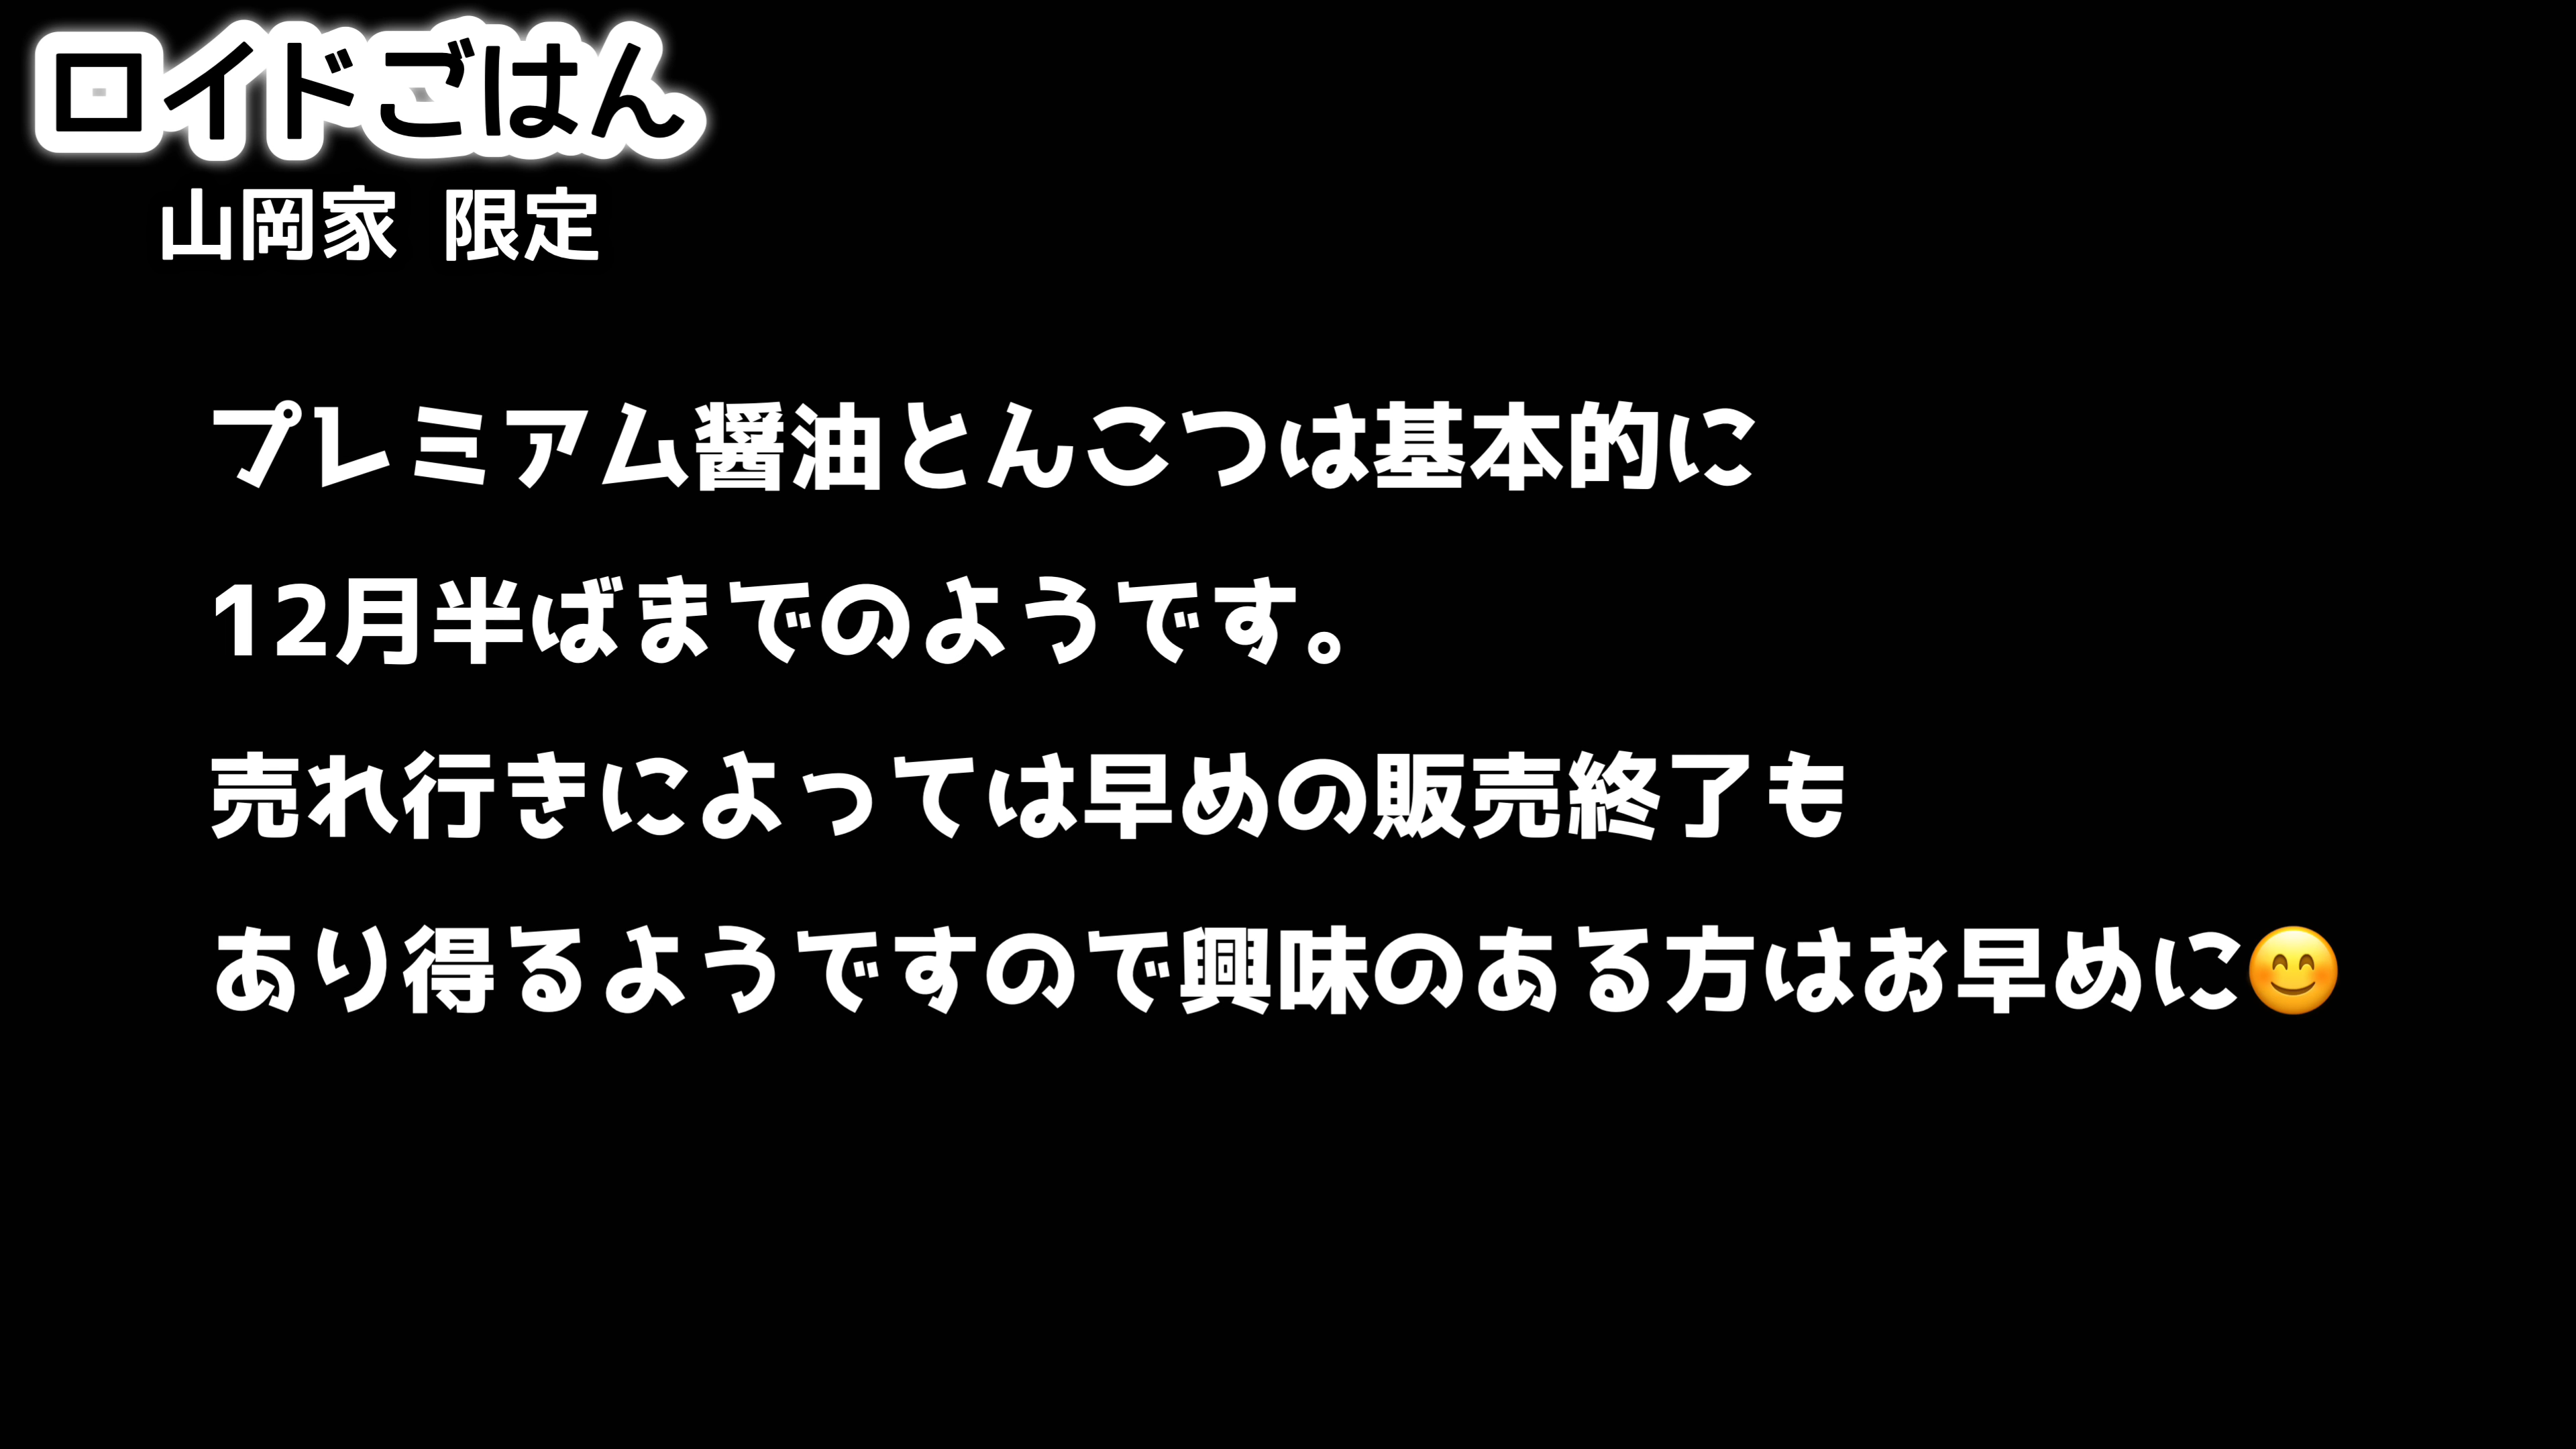 ロイドごはん
山岡家 限定
プレミアム醤油とんこつは基本的に
12月半ばまでのようです。
売れ行きによっては早めの販売終了も
あり得るようですので興味のある方はお早めに😊